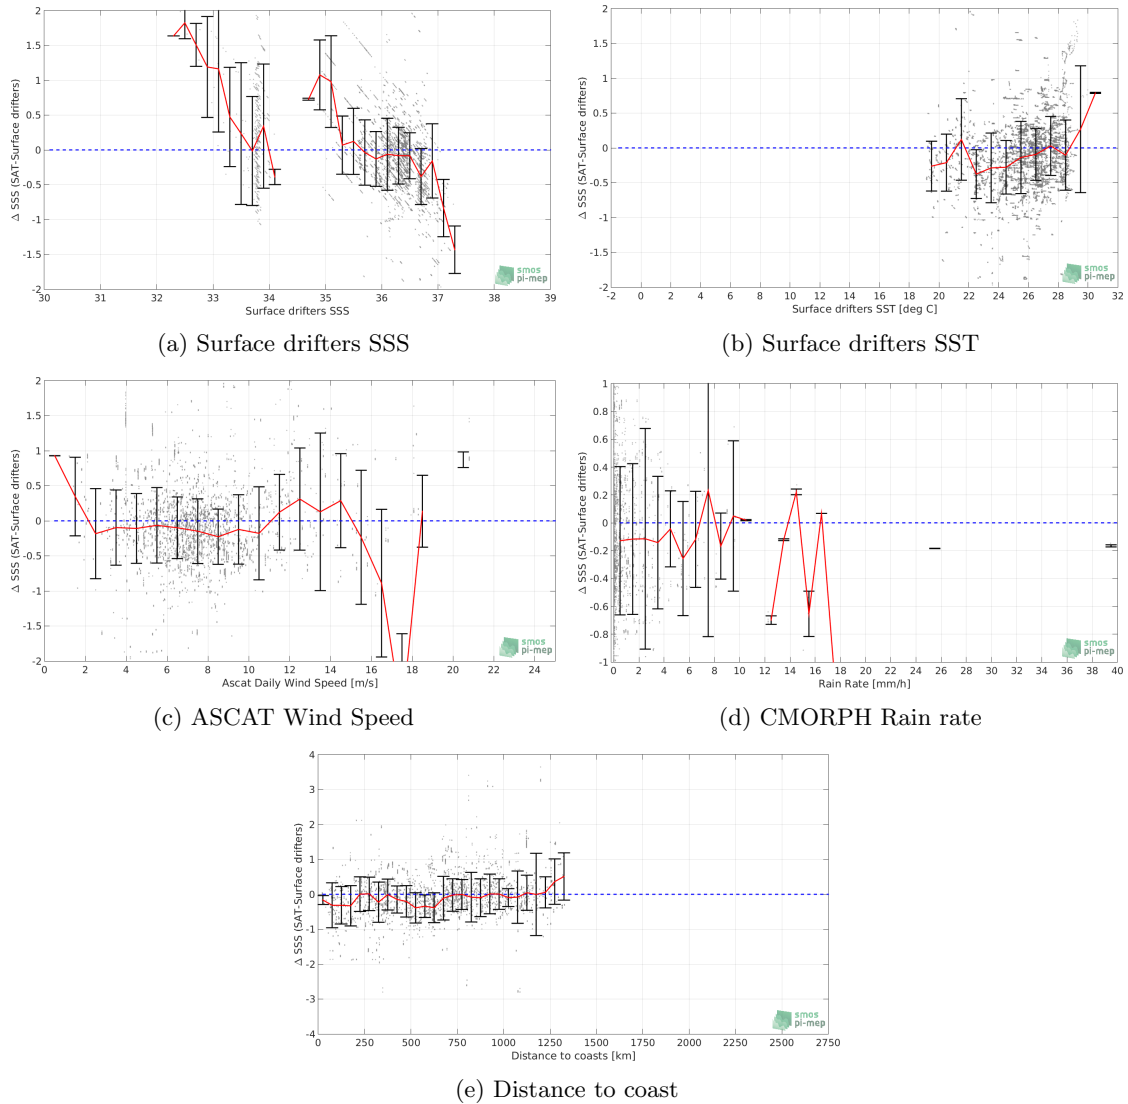 2
1.5
1
0.5
0
-0.5
-1
-1.5
-2
Δ SSS (SAT-Surface drifters)
30 31 32 33 34 35 36 37 38 39
Surface drifters SSS
smos
pi-mep
(a) Surface drifters SSS
2
1.5
1
0.5
0
-0.5
-1
-1.5
-2
Δ SSS (SAT-Surface drifters)
-2 0 2 4 6 8 10 12 14 16 18 20 22 24 26 28 30 32
Surface drifters SST [deg C]
smos
pi-mep
(b) Surface drifters SST
2
1.5
1
0.5
0
-0.5
-1
-1.5
-2
Δ SSS (SAT-Surface drifters)
0 2 4 6 8 10 12 14 16 18 20 22 24
Ascat Daily Wind Speed [m/s]
smos
pi-mep
(c) ASCAT Wind Speed
1
0.8
0.6
0.4
0.2
0
-0.2
-0.4
-0.6
-0.8
-1
Δ SSS (SAT-Surface drifters)
0 2 4 6 8 10 12 14 16 18 20 22 24 26 28 30 32 34 36 38 40
Rain Rate [mm/h]
smos
pi-mep
(d) CMORPH Rain rate
4
3
2
1
0
-1
-2
-3
-4
Δ SSS (SAT-Surface drifters)
0 250 500 750 1000 1250 1500 1750 2000 2250 2500 2750
Distance to coasts [km]
smos
pi-mep
(e) Distance to coast